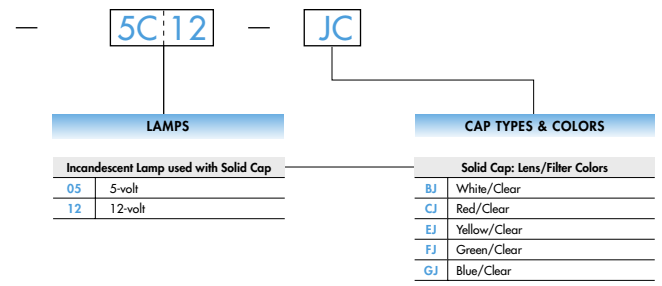 — 5C 12 — JC
LAMPS
Incandescent Lamp used with Solid Cap
05 5-volt
12 12-volt
CAP TYPES & COLORS
Solid Cap: Lens/Filter Colors
BJ White/Clear
CJ Red/Clear
EJ Yellow/Clear
FJ Green/Clear
GJ Blue/Clear